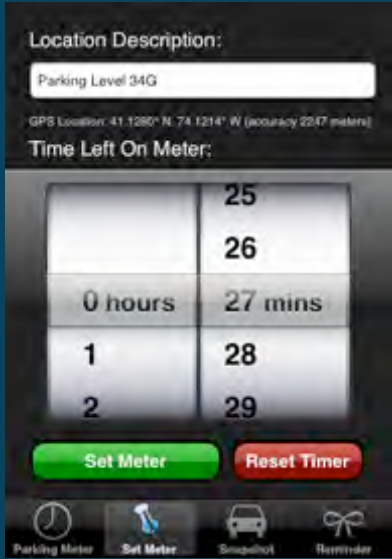 Location Description:
Parking Level 34G
GPS Location: 41.1280° N, 74.1214° W (accuracy 2247 meters)
Time Left On Meter:
25
26
0 hours 27 mins
1 28
2 29
Set Meter Reset Timer
Parking Meter Set Meter Snapshot Reminder